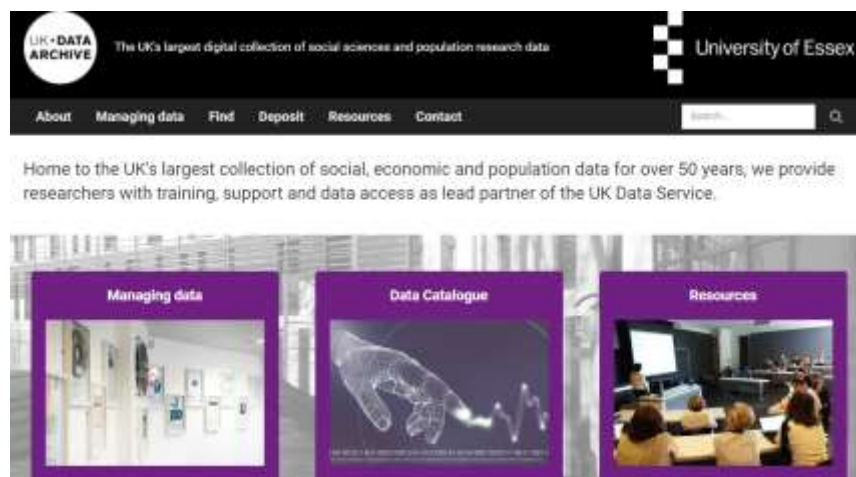 UK·DATA
ARCHIVE
The UK's largest digital collection of social sciences and population research data
University of Essex
About Managing data Find Deposit Resources Contact
Search...
Home to the UK's largest collection of social, economic and population data for over 50 years, we provide
researchers with training, support and data access as lead partner of the UK Data Service.
Managing data Data Catalogue Resources